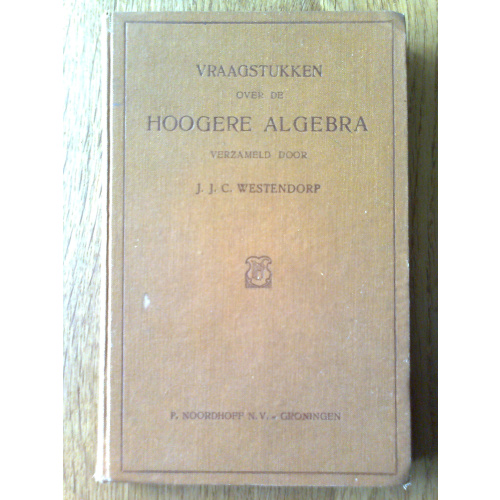 VRAAGSTUKKEN
OVER DE
HOOGERE ALGEBRA
VERZAMELD DOOR
J. J. C. WESTENDORP
P. NOORDHOFF N.V. - GRONINGEN